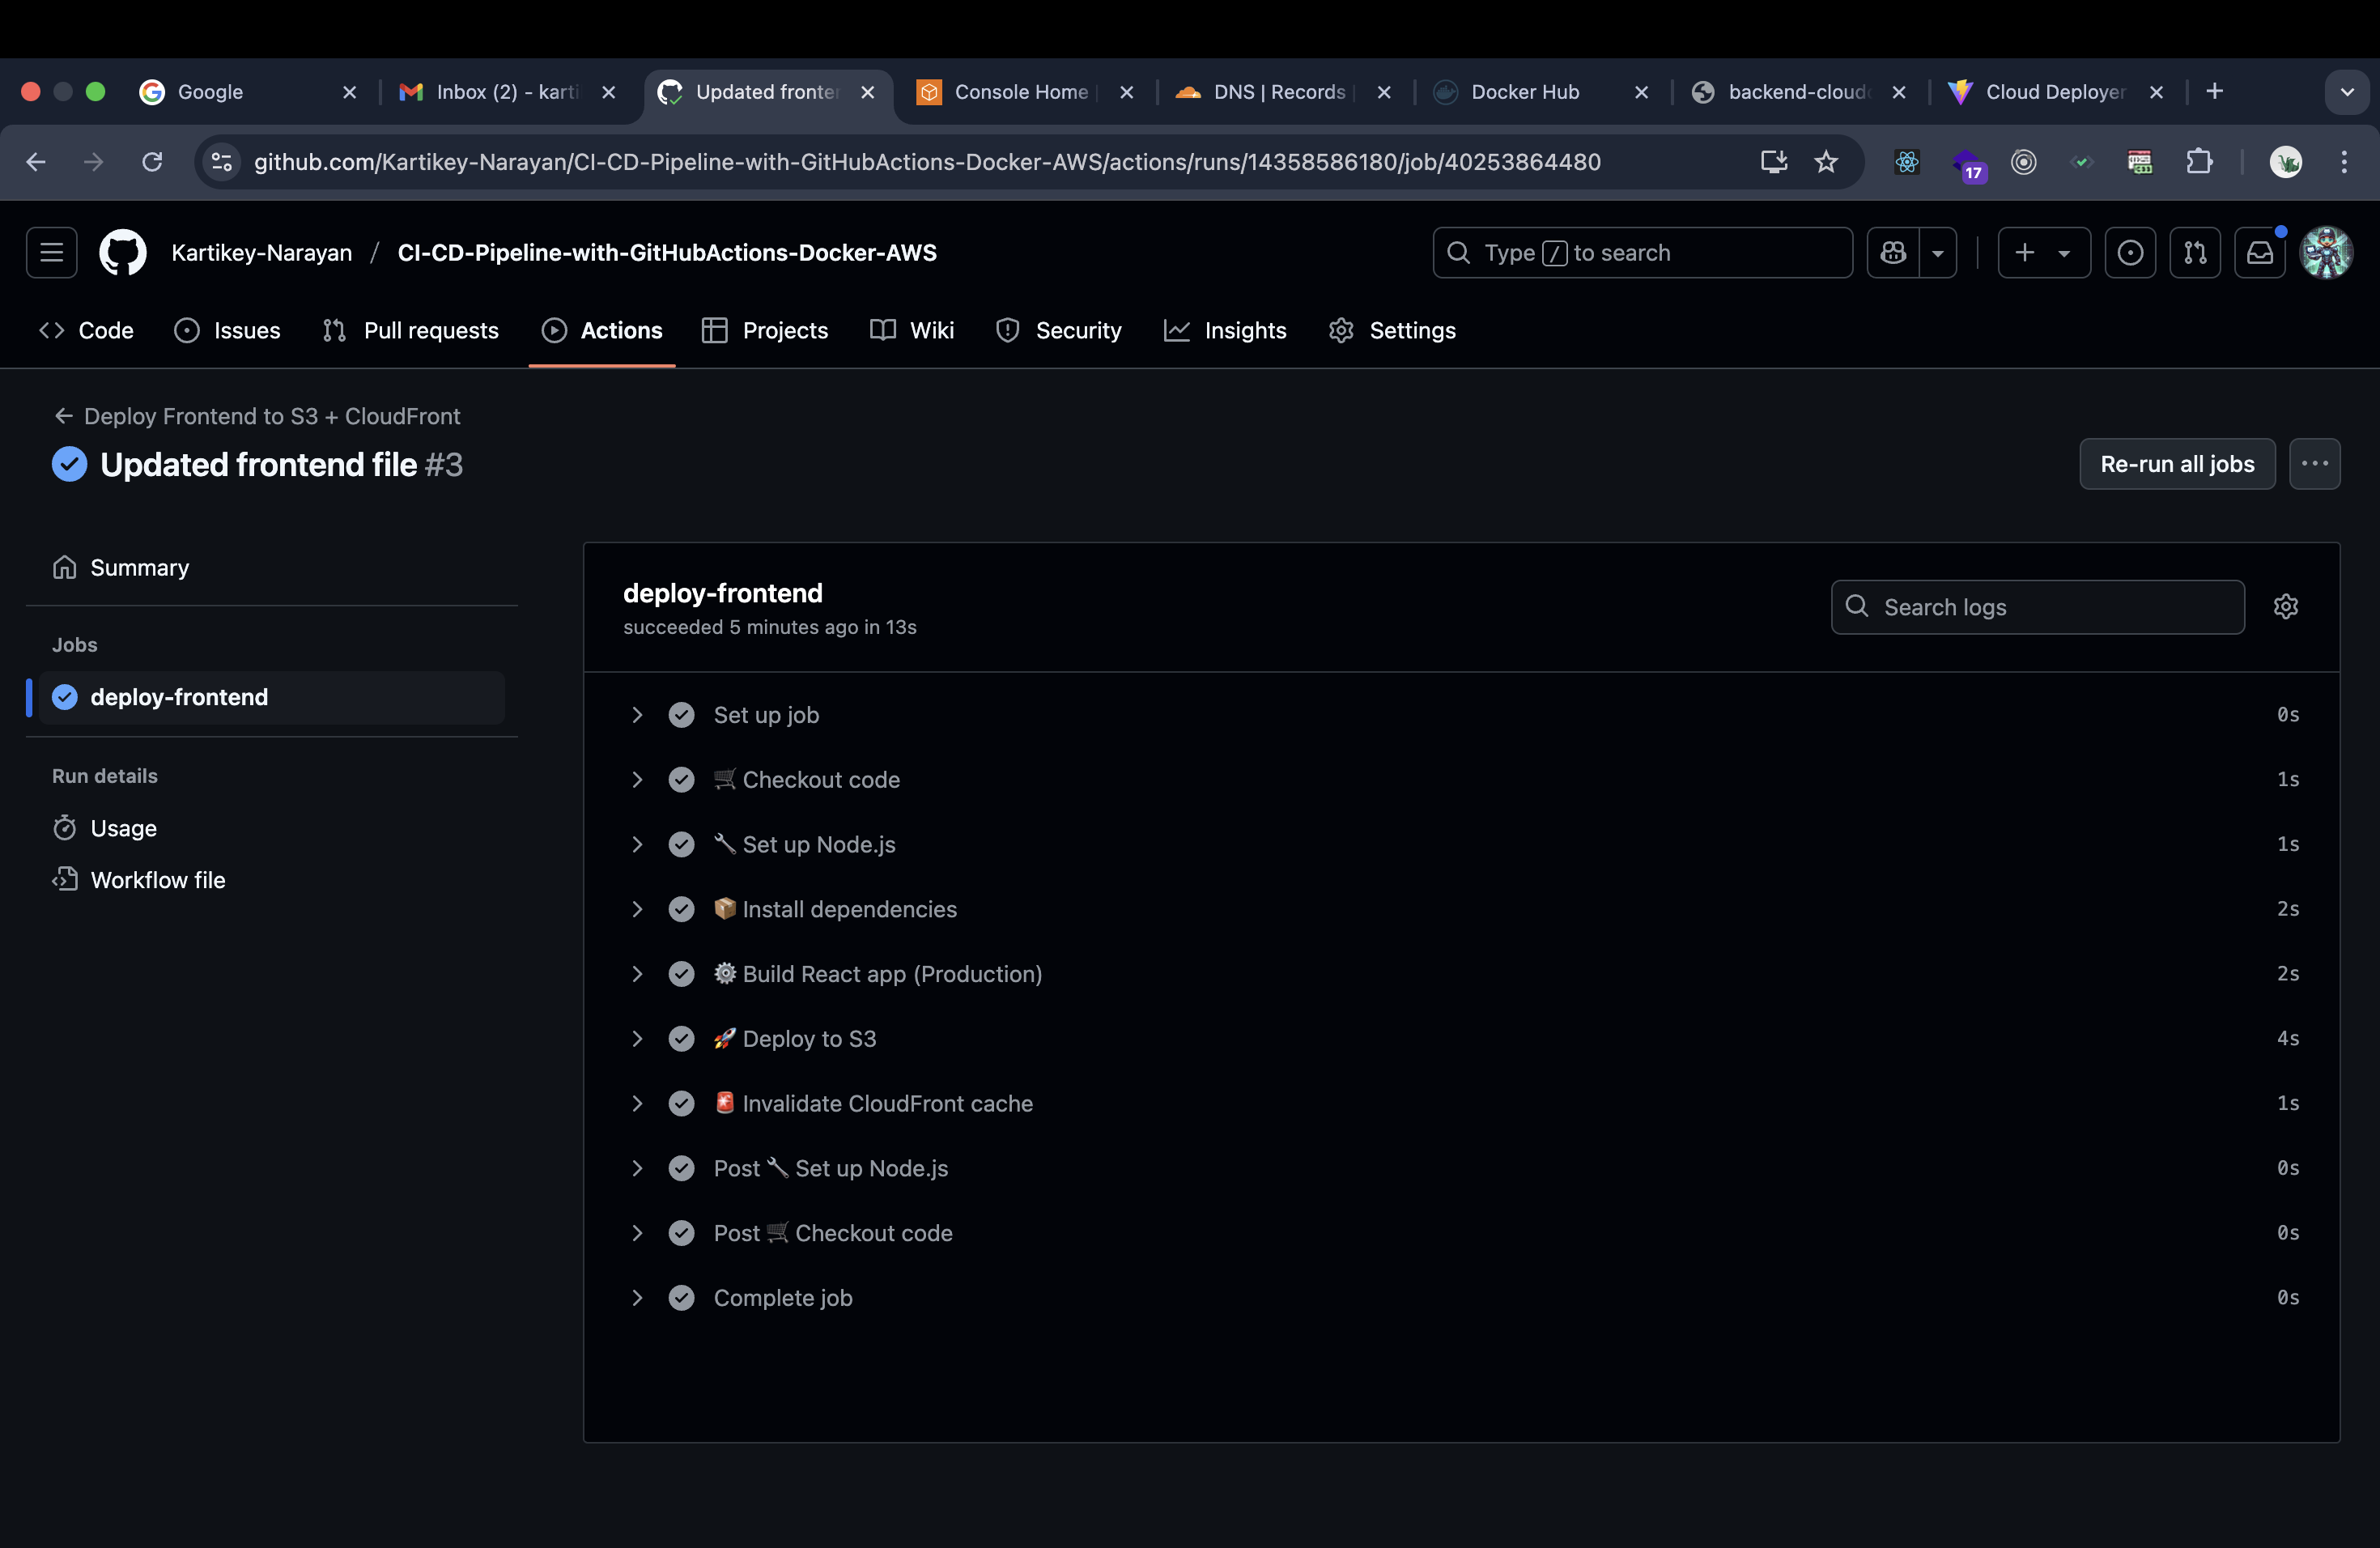 Google
Inbox (2) - karti
Updated fronten
Console Home
DNS | Records
Docker Hub
backend-cloud
Cloud Deployer
github.com/Kartikey-Narayan/CI-CD-Pipeline-with-GitHubActions-Docker-AWS/actions/runs/14358586180/job/40253864480
17
Kartikey-Narayan / CI-CD-Pipeline-with-GitHubActions-Docker-AWS
Type / to search
Code
Issues
Pull requests
Actions
Projects
Wiki
Security
Insights
Settings
Deploy Frontend to S3 + CloudFront
Updated frontend file #3
Re-run all jobs
Summary
Jobs
deploy-frontend
Run details
Usage
Workflow file
deploy-frontend
succeeded 5 minutes ago in 13s
Search logs
Set up job 0s
🛒 Checkout code 1s
🔧 Set up Node.js 1s
📦 Install dependencies 2s
⚙️ Build React app (Production) 2s
🚀 Deploy to S3 4s
🚨 Invalidate CloudFront cache 1s
Post 🔧 Set up Node.js 0s
Post 🛒 Checkout code 0s
Complete job 0s